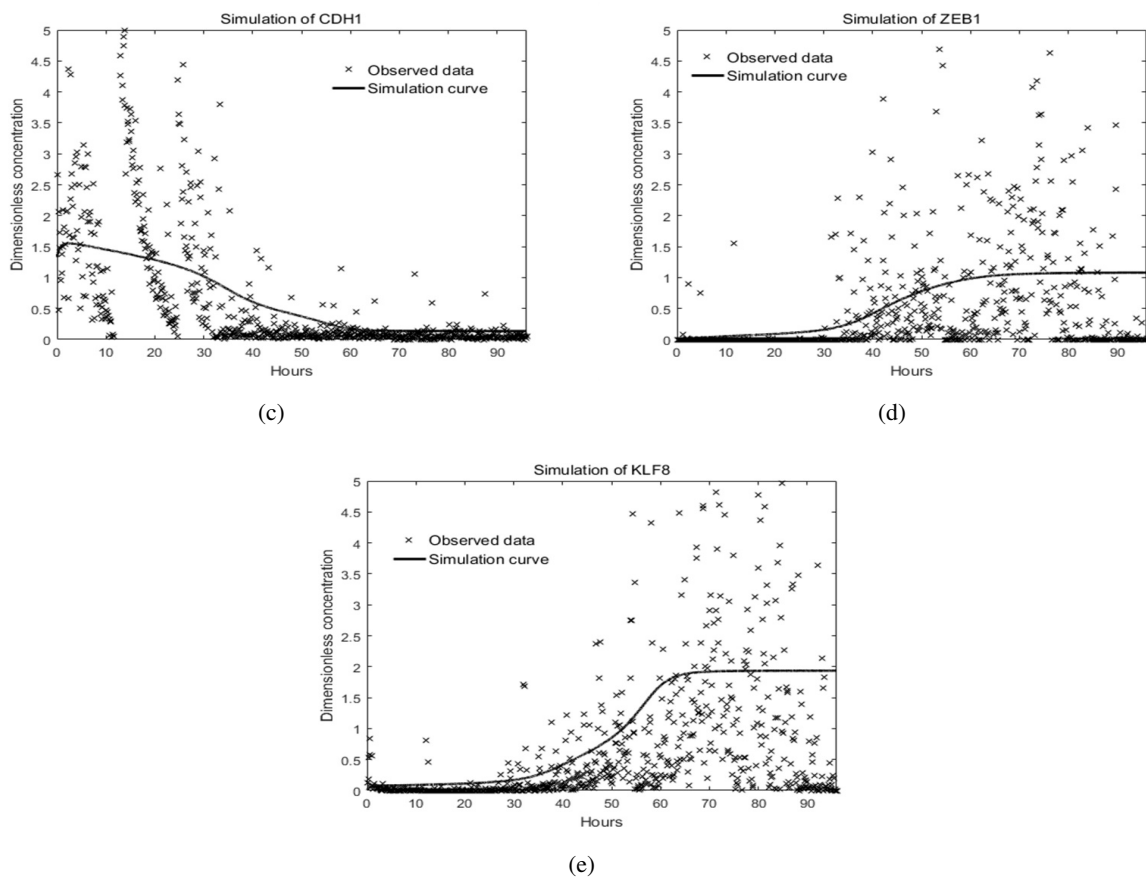 Simulation of CDH1
5
4.5
4
3.5
3
2.5
2
1.5
1
0.5
0
Dimensionless concentration
× Observed data
Simulation curve
0 10 20 30 40 50 60 70 80 90
Hours
(c)
Simulation of ZEB1
5
4.5
4
3.5
3
2.5
2
1.5
1
0.5
0
Dimensionless concentration
× Observed data
Simulation curve
0 10 20 30 40 50 60 70 80 90
Hours
(d)
Simulation of KLF8
5
4.5
4
3.5
3
2.5
2
1.5
1
0.5
0
Dimensionless concentration
× Observed data
Simulation curve
0 10 20 30 40 50 60 70 80 90
Hours
(e)